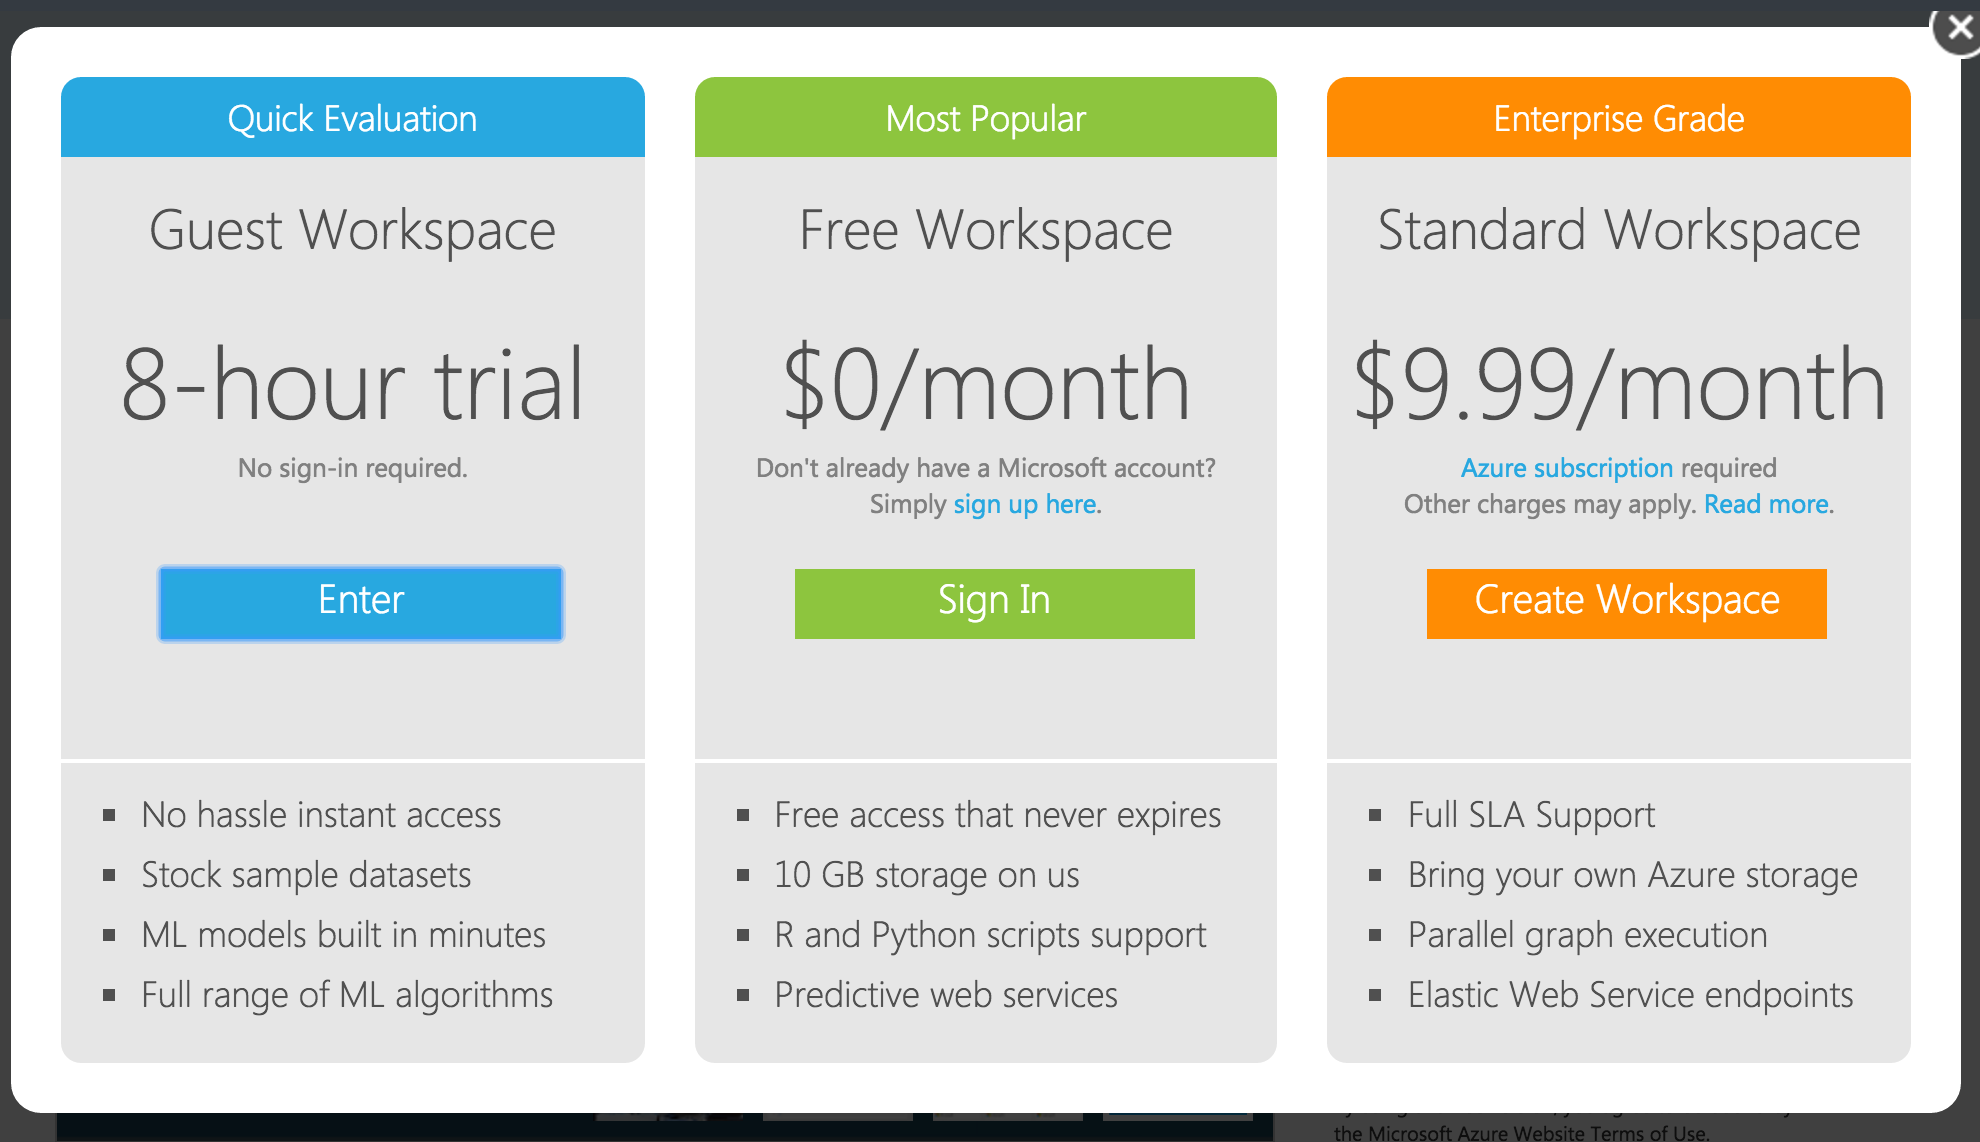 Quick Evaluation
Guest Workspace
8-hour trial
No sign-in required.
Enter
No hassle instant access
Stock sample datasets
ML models built in minutes
Full range of ML algorithms
Most Popular
Free Workspace
$0/month
Don't already have a Microsoft account?
Simply sign up here.
Sign In
Free access that never expires
10 GB storage on us
R and Python scripts support
Predictive web services
Enterprise Grade
Standard Workspace
$9.99/month
Azure subscription required
Other charges may apply. Read more.
Create Workspace
Full SLA Support
Bring your own Azure storage
Parallel graph execution
Elastic Web Service endpoints
the Microsoft Azure Website Terms of Use.